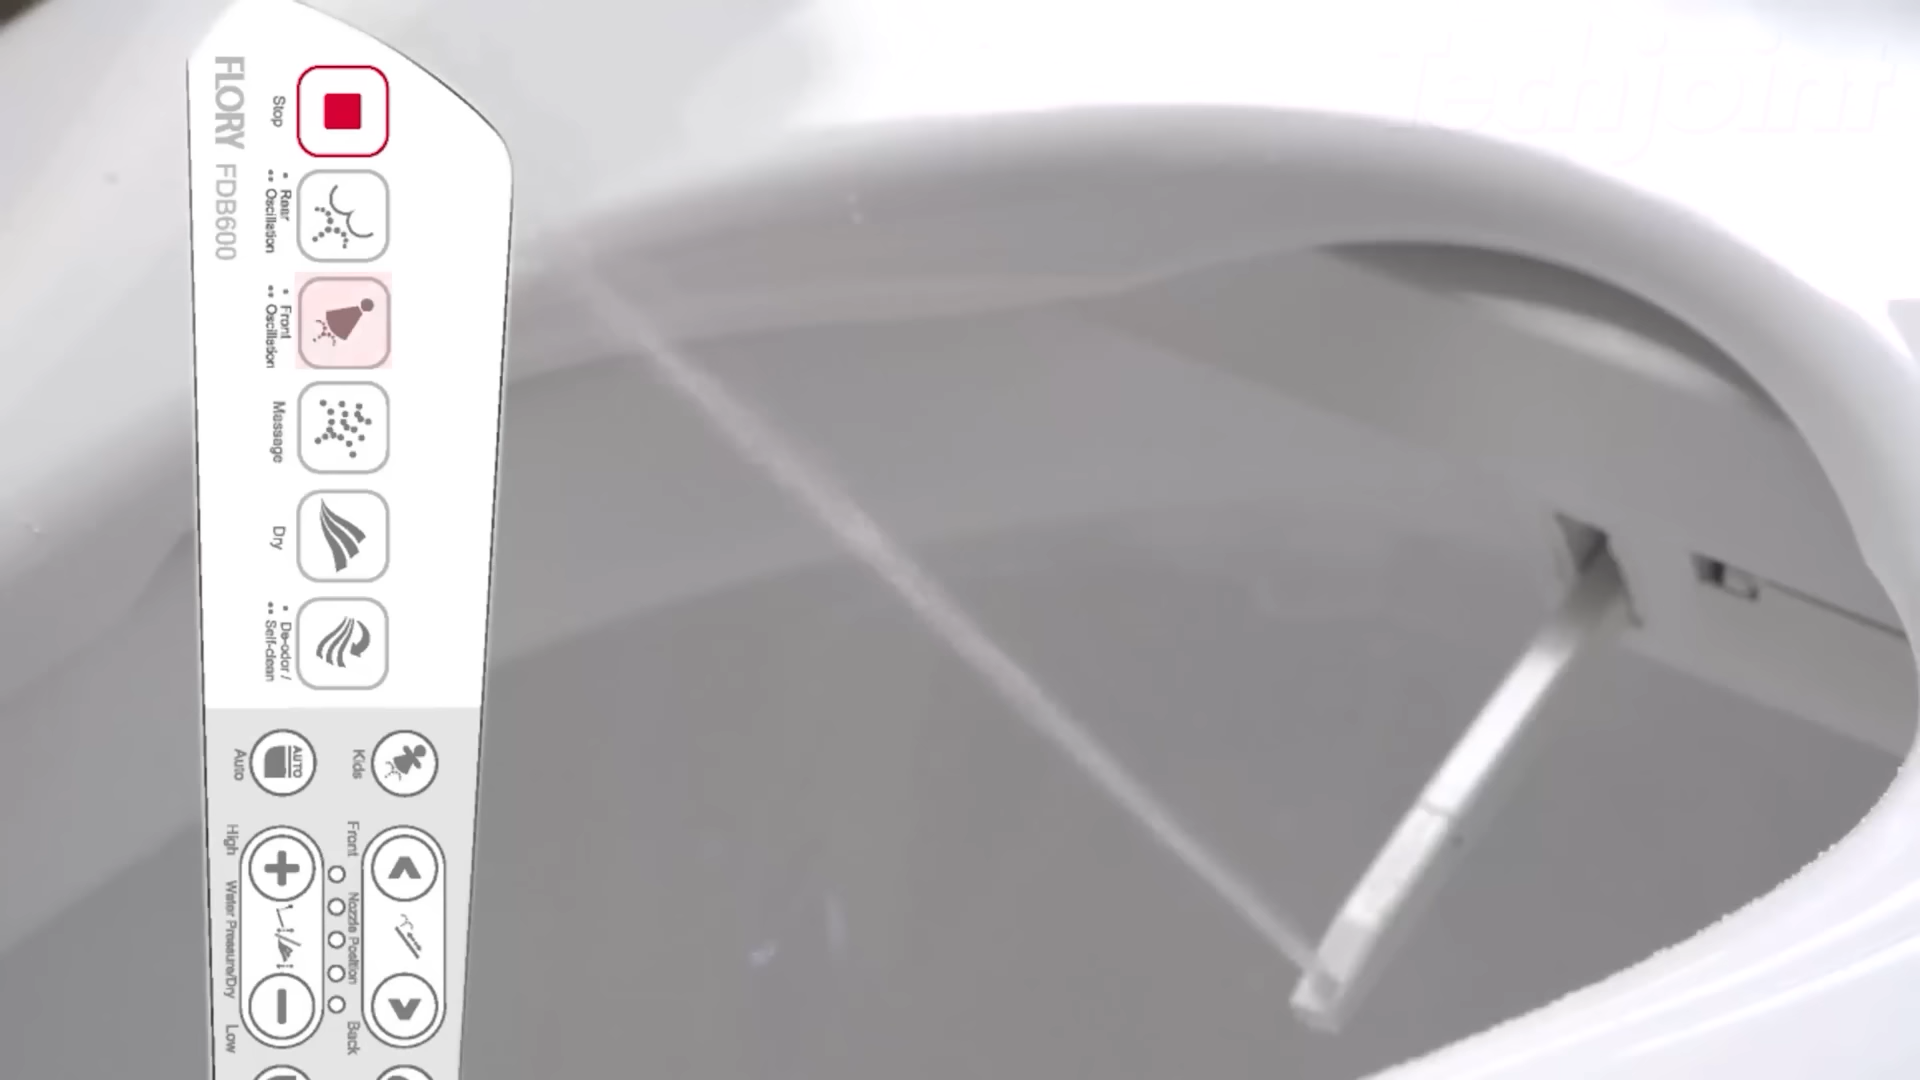 Techjoint
FLORY FDB600
Stop
• Rear
•• Oscillation
• Front
•• Oscillation
Massage
Dry
• De-odor /
•• Self-clean
AUTO
Auto
Kids
High
Water Pressure/Dry
Low
Front
Nozzle Position
Back